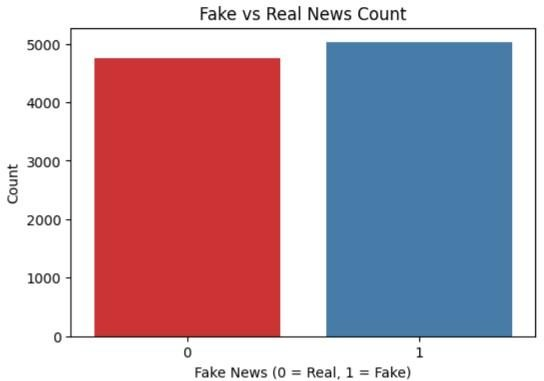 Fake vs Real News Count
5000
4000
3000
2000
1000
0
Count
0 1
Fake News (0 = Real, 1 = Fake)